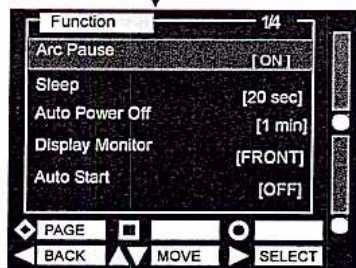 Function 1/4
Arc Pause
[ON]
Sleep
[20 sec]
Auto Power Off
[1 min]
Display Monitor
[FRONT]
Auto Start
[OFF]
PAGE
BACK MOVE SELECT